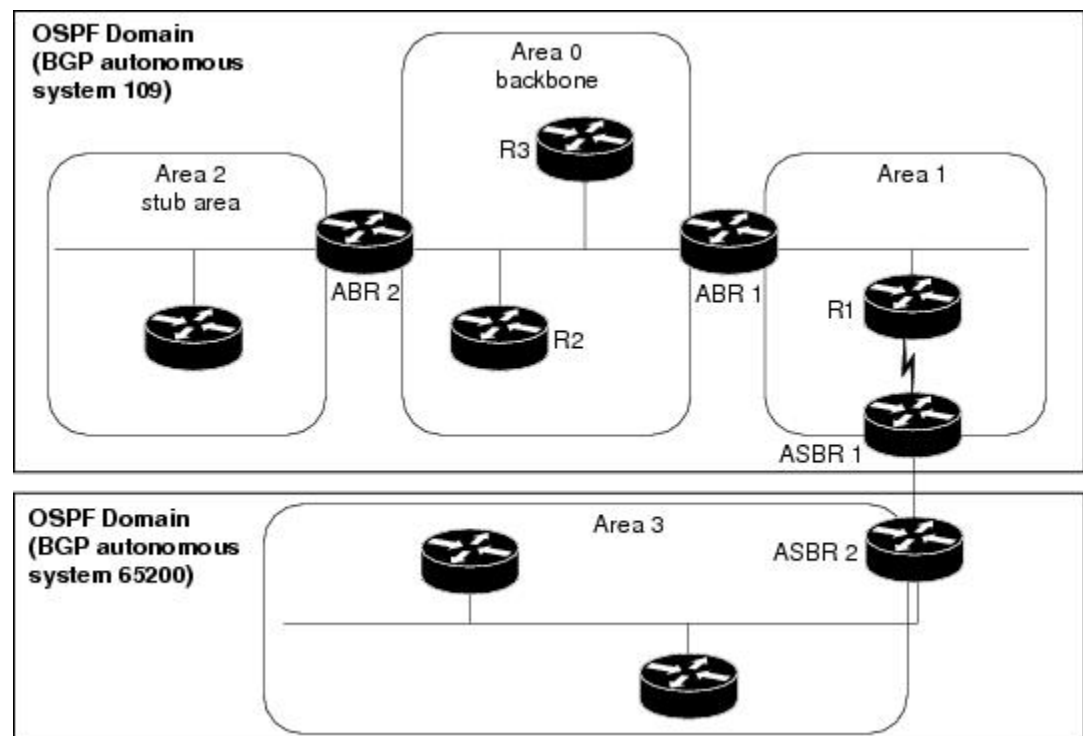 OSPF Domain
(BGP autonomous
system 109)
Area 0
backbone
R3
Area 2
stub area
Area 1
ABR 2
ABR 1
R1
R2
ASBR 1
OSPF Domain
(BGP autonomous
system 65200)
Area 3
ASBR 2